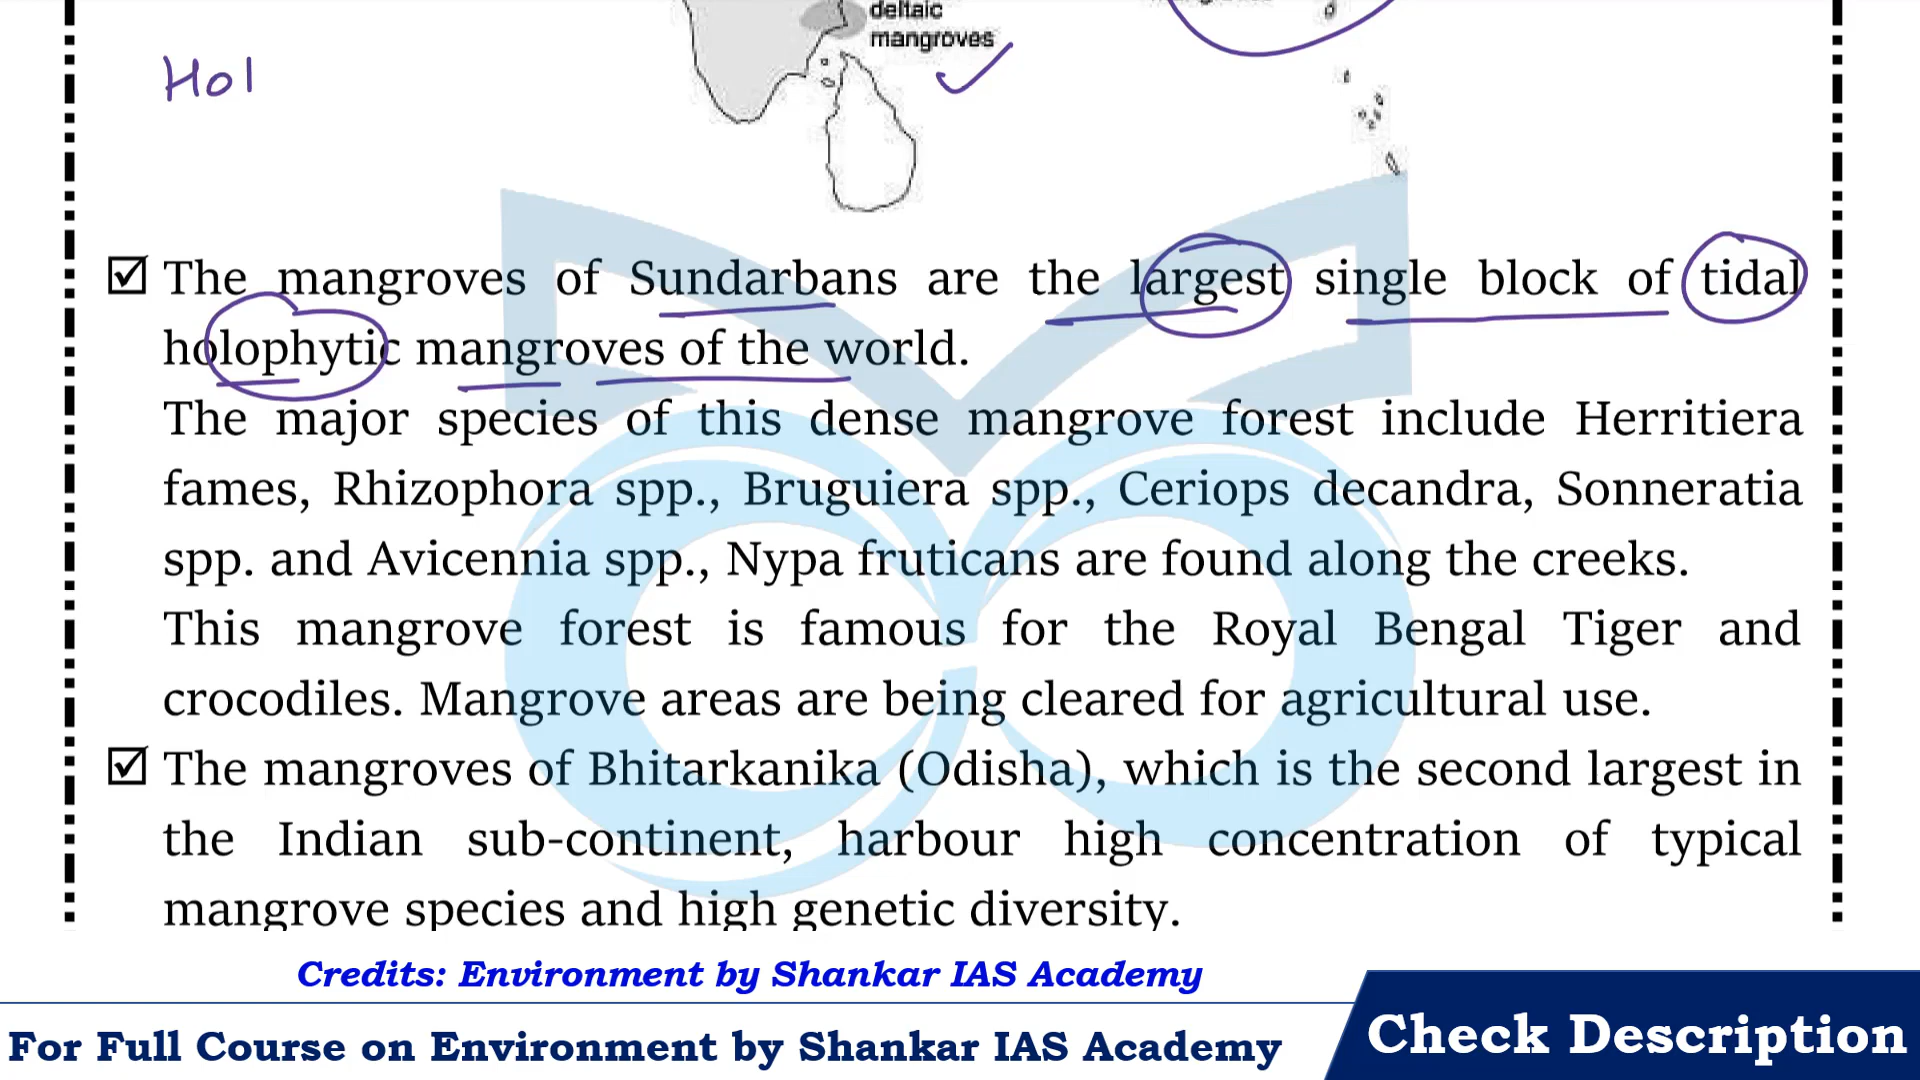 deltaic
mangroves
Hol
The mangroves of Sundarbans are the largest single block of tidal
holophytic mangroves of the world.
The major species of this dense mangrove forest include Herritiera
fames, Rhizophora spp., Bruguiera spp., Ceriops decandra, Sonneratia
spp. and Avicennia spp., Nypa fruticans are found along the creeks.
This mangrove forest is famous for the Royal Bengal Tiger and
crocodiles. Mangrove areas are being cleared for agricultural use.
The mangroves of Bhitarkanika (Odisha), which is the second largest in
the Indian sub-continent, harbour high concentration of typical
mangrove species and high genetic diversity.
Credits: Environment by Shankar IAS Academy
For Full Course on Environment by Shankar IAS Academy
Check Description